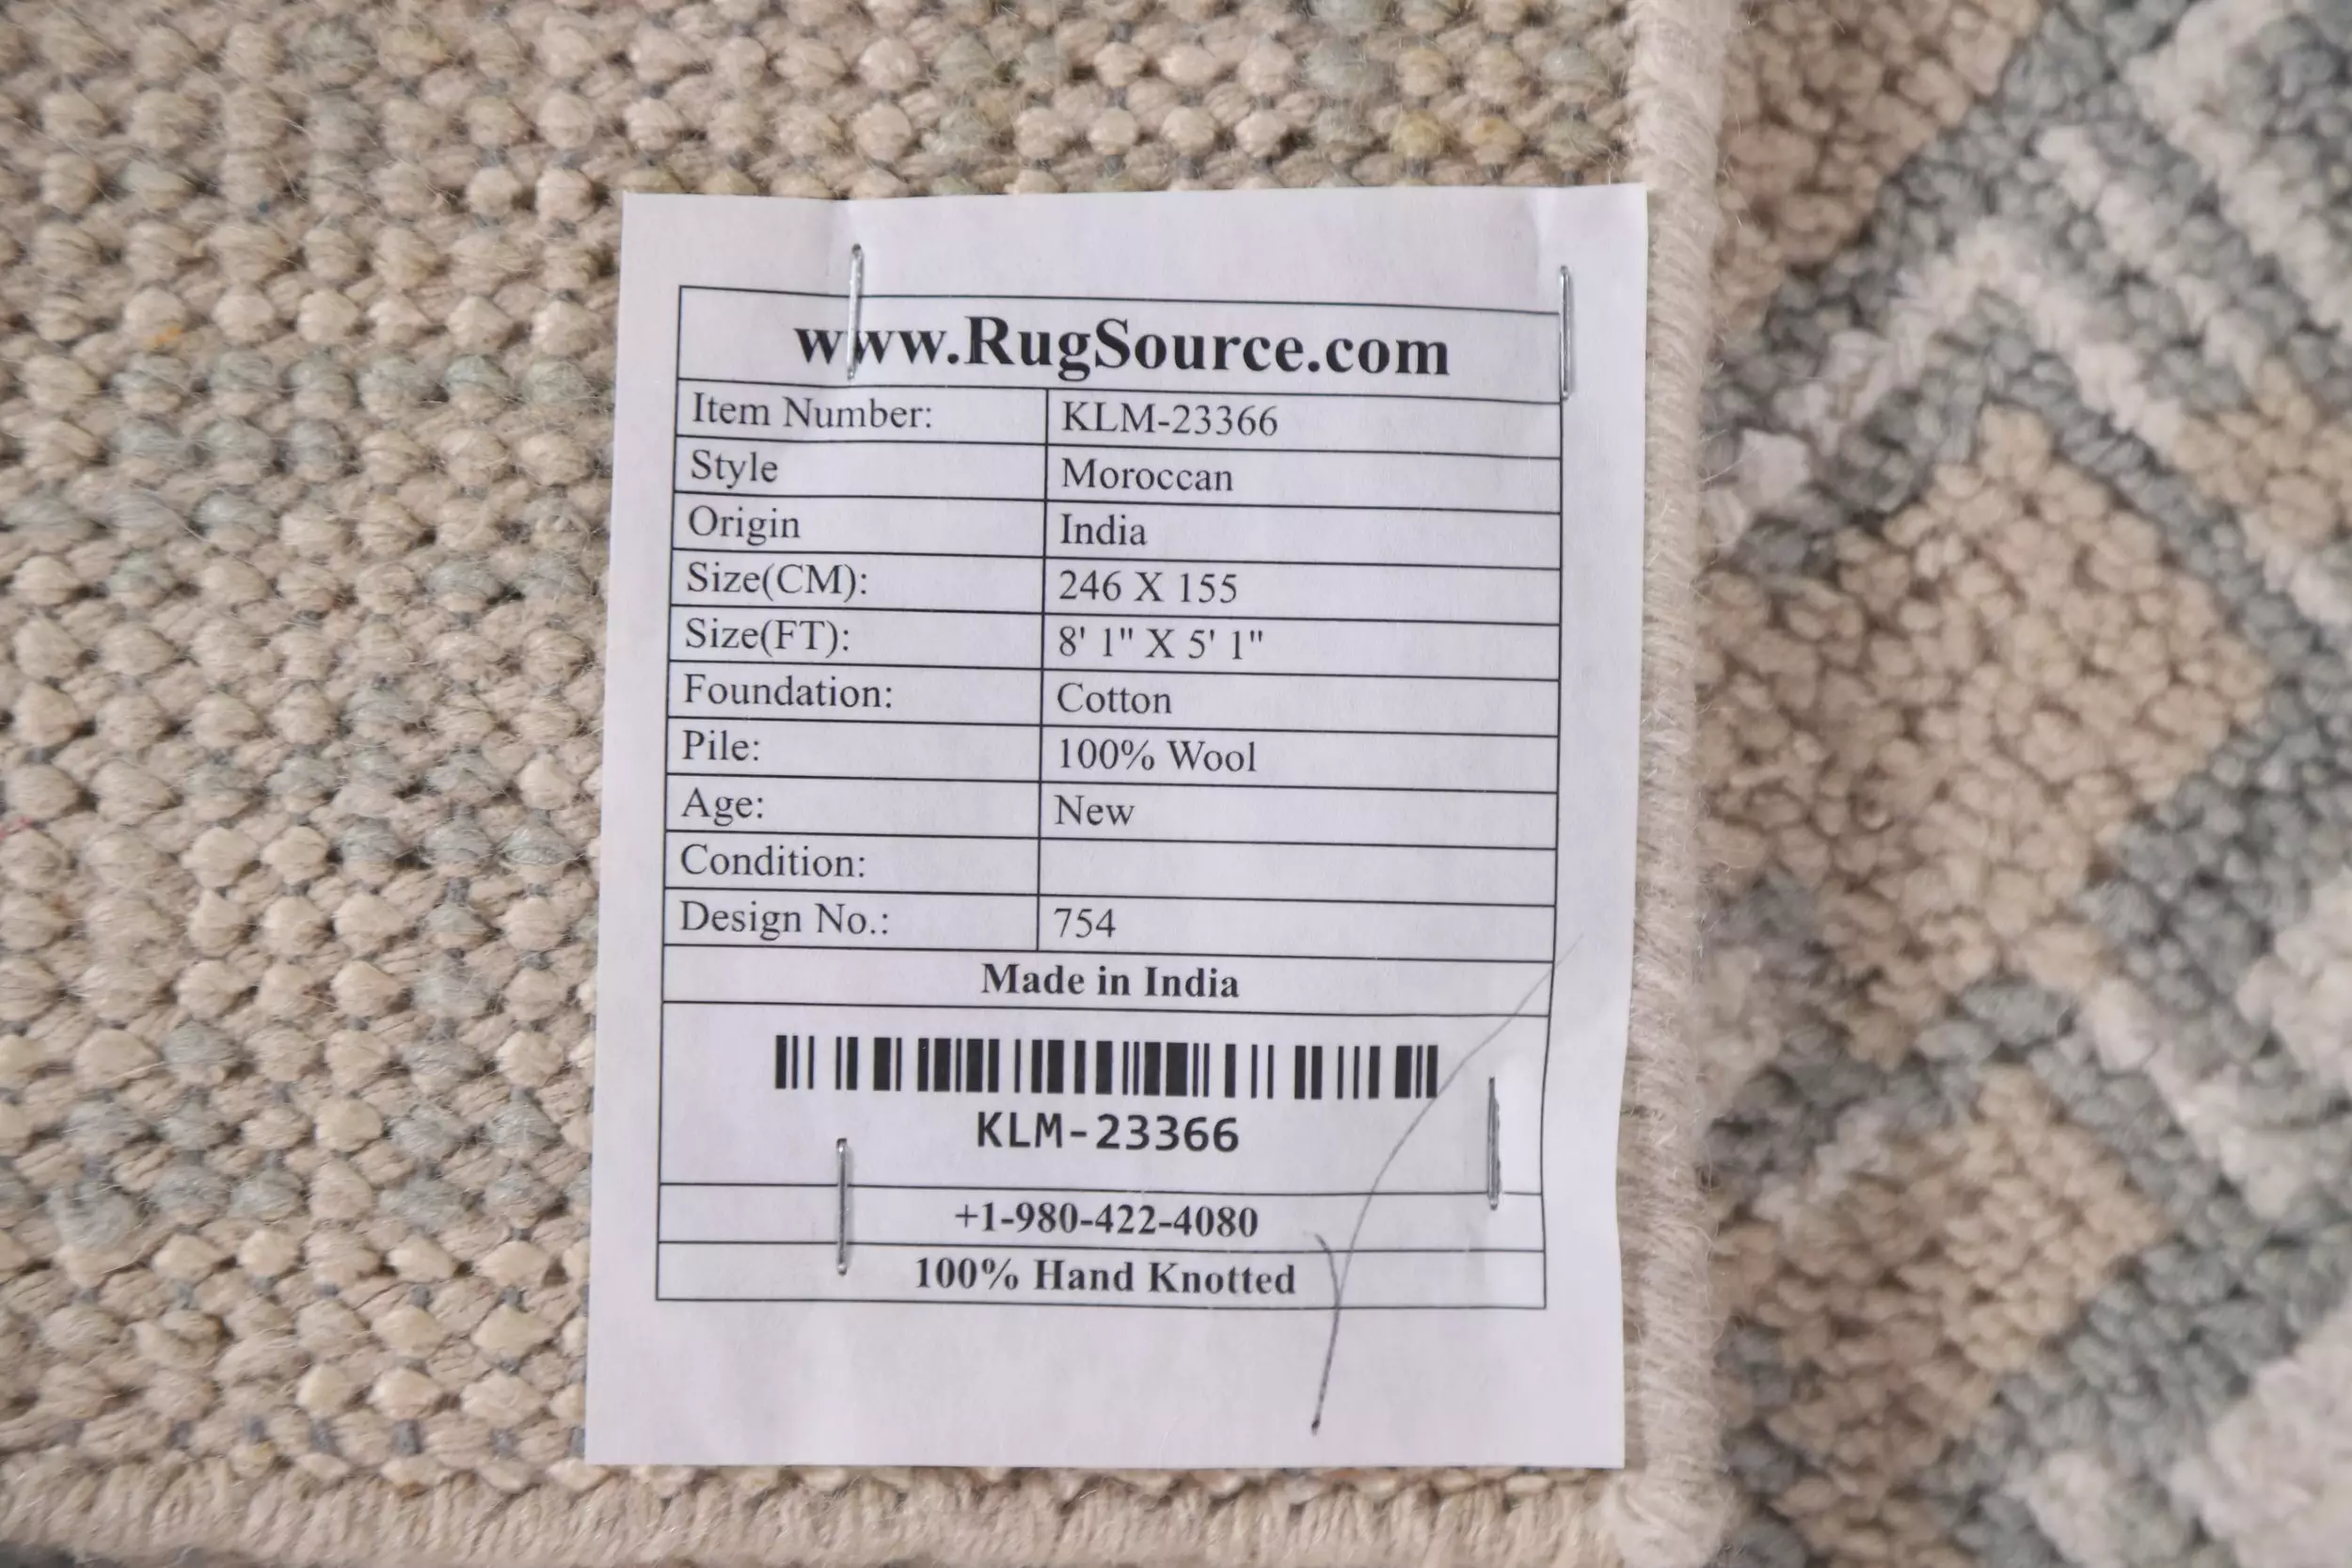 www.RugSource.com
Item Number: KLM-23366
Style Moroccan
Origin India
Size(CM): 246 X 155
Size(FT): 8' 1" X 5' 1"
Foundation: Cotton
Pile: 100% Wool
Age: New
Condition:
Design No.: 754
Made in India
KLM-23366
+1-980-422-4080
100% Hand Knotted